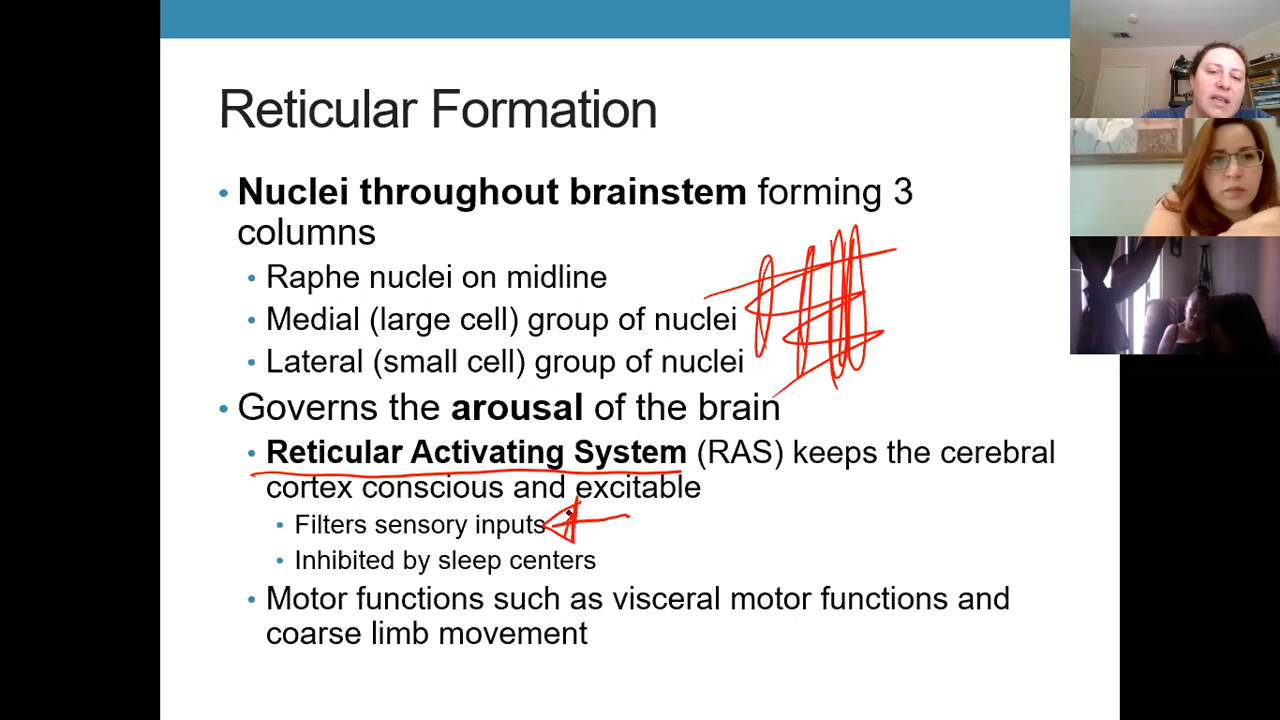 Reticular Formation
• Nuclei throughout brainstem forming 3
columns
• Raphe nuclei on midline
• Medial (large cell) group of nuclei
• Lateral (small cell) group of nuclei
• Governs the arousal of the brain
• Reticular Activating System (RAS) keeps the cerebral
cortex conscious and excitable
• Filters sensory inputs
• Inhibited by sleep centers
• Motor functions such as visceral motor functions and
coarse limb movement